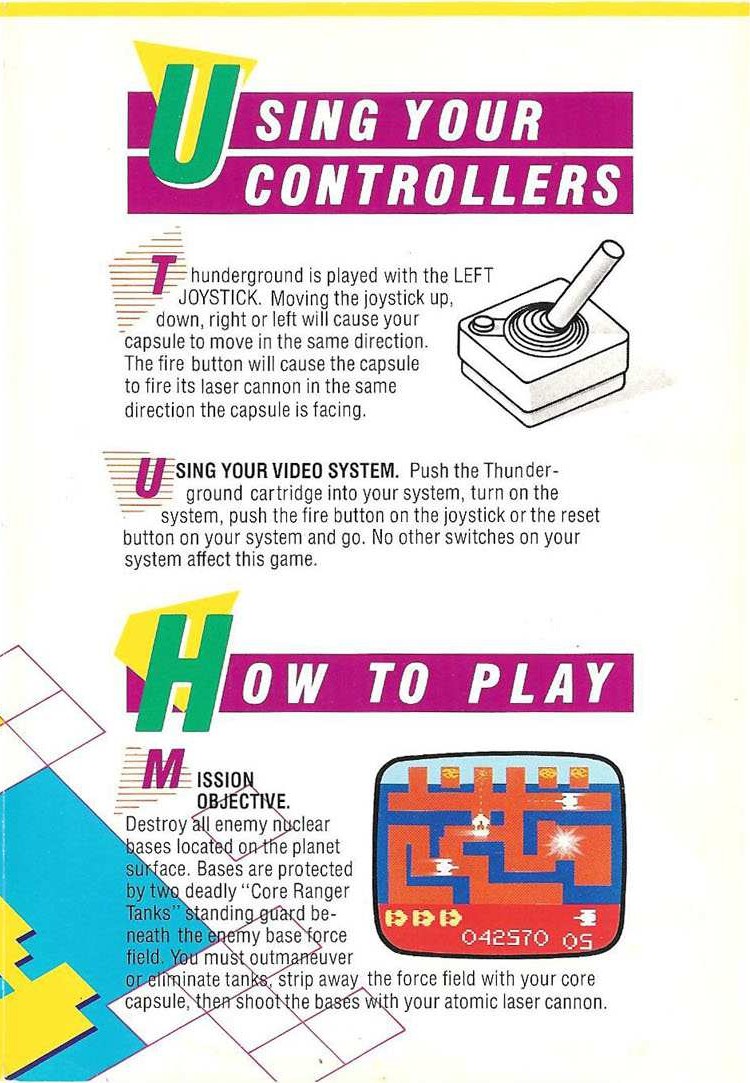 USING YOUR
CONTROLLERS
Thunderground is played with the LEFT
JOYSTICK. Moving the joystick up,
down, right or left will cause your
capsule to move in the same direction.
The fire button will cause the capsule
to fire its laser cannon in the same
direction the capsule is facing.
USING YOUR VIDEO SYSTEM. Push the Thunder-
ground cartridge into your system, turn on the
system, push the fire button on the joystick or the reset
button on your system and go. No other switches on your
system affect this game.
HOW TO PLAY
MISSION
OBJECTIVE.
Destroy all enemy nuclear
bases located on the planet
surface. Bases are protected
by two deadly "Core Ranger
Tanks" standing guard be-
neath the enemy base force
field. You must outmaneuver
or eliminate tanks, strip away the force field with your core
capsule, then shoot the bases with your atomic laser cannon.
042570 05